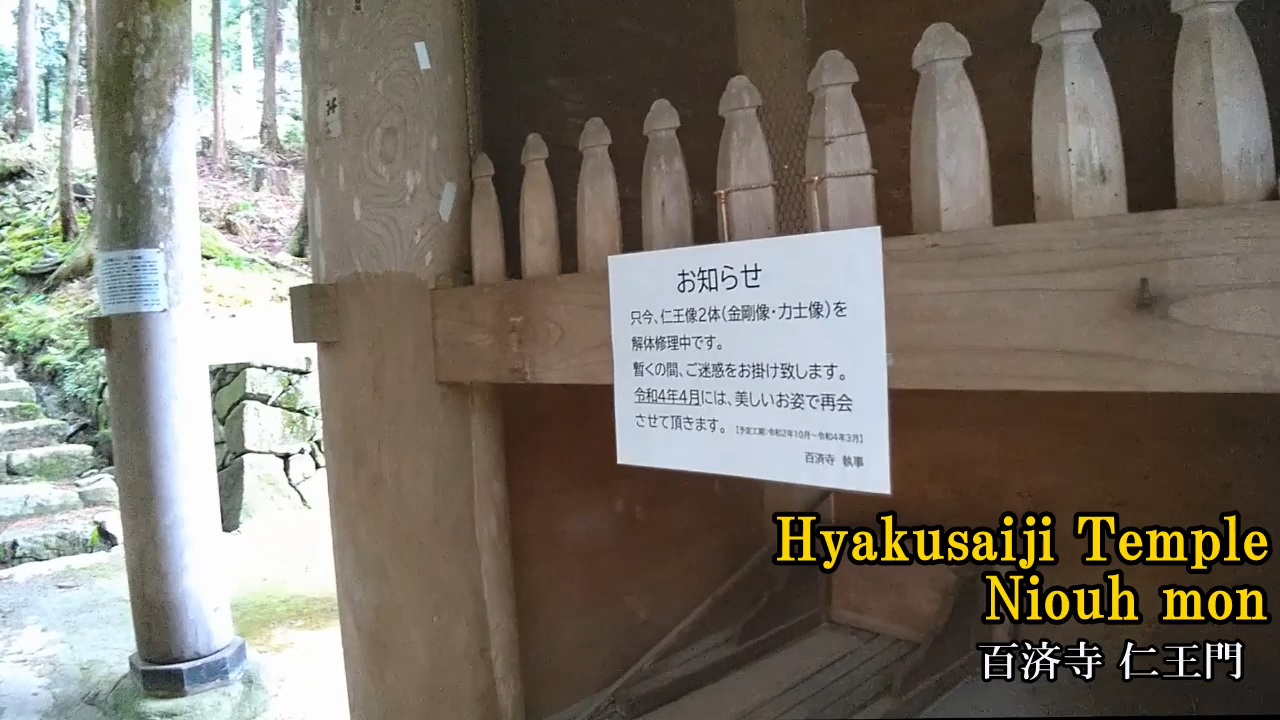 お知らせ
只今、仁王像2体(金剛像・力士像)を
解体修理中です。
暫くの間、ご迷惑をお掛け致します。
令和4年4月には、美しいお姿で再会
させて頂きます。【予定工期:令和2年10月～令和4年3月】
百済寺 執事
Hyakusaiji Temple
Niouh mon
百済寺 仁王門